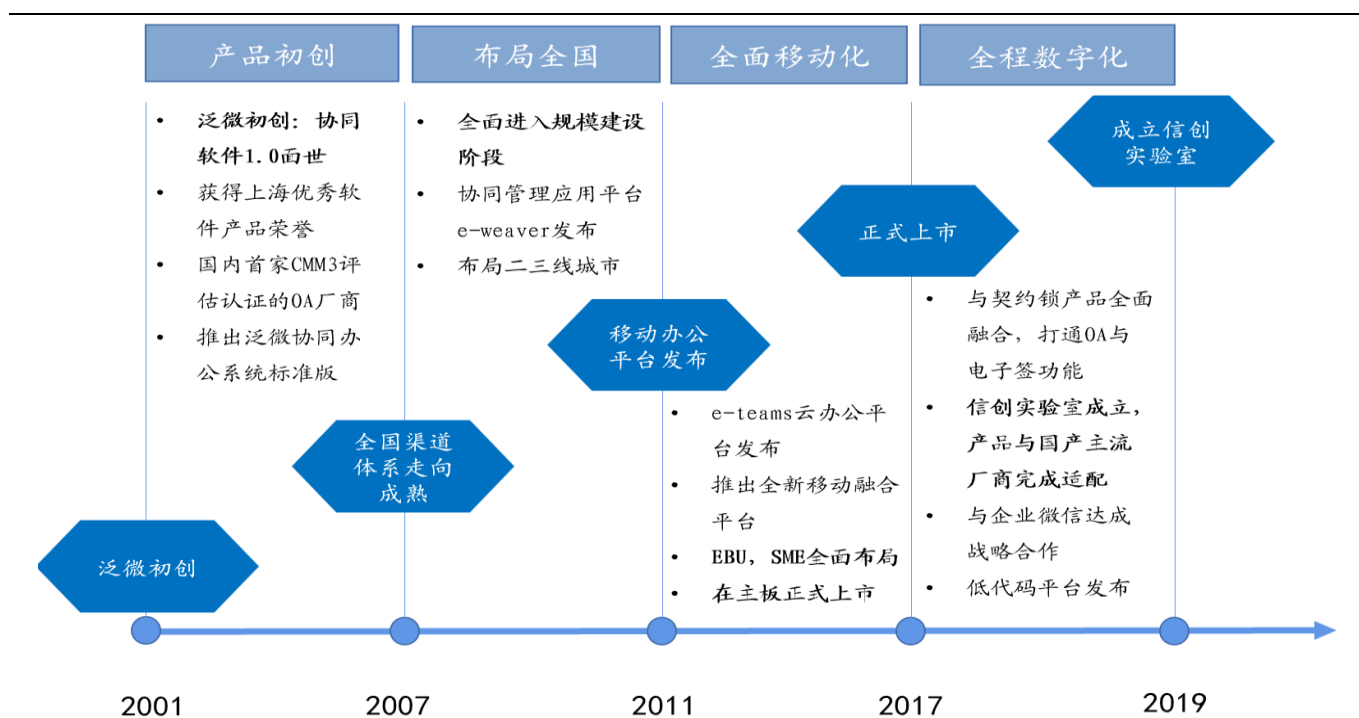 产品初创
布局全国
全面移动化
全程数字化
• 泛微初创：协同
软件1.0面世
• 获得上海优秀软
件产品荣誉
• 国内首家CMM3评
估认证的OA厂商
• 推出泛微协同办
公系统标准版
• 全面进入规模建设
阶段
• 协同管理应用平台
e-weaver发布
• 布局二三线城市
• e-teams云办公平
台发布
• 推出全新移动融合
平台
• EBU，SME全面布局
• 在主板正式上市
• 与契约锁产品全面
融合，打通OA与
电子签功能
• 信创实验室成立，
产品与国产主流
厂商完成适配
• 与企业微信达成
战略合作
• 低代码平台发布
泛微初创
全国渠道
体系走向
成熟
移动办公
平台发布
正式上市
成立信创
实验室
2001
2007
2011
2017
2019